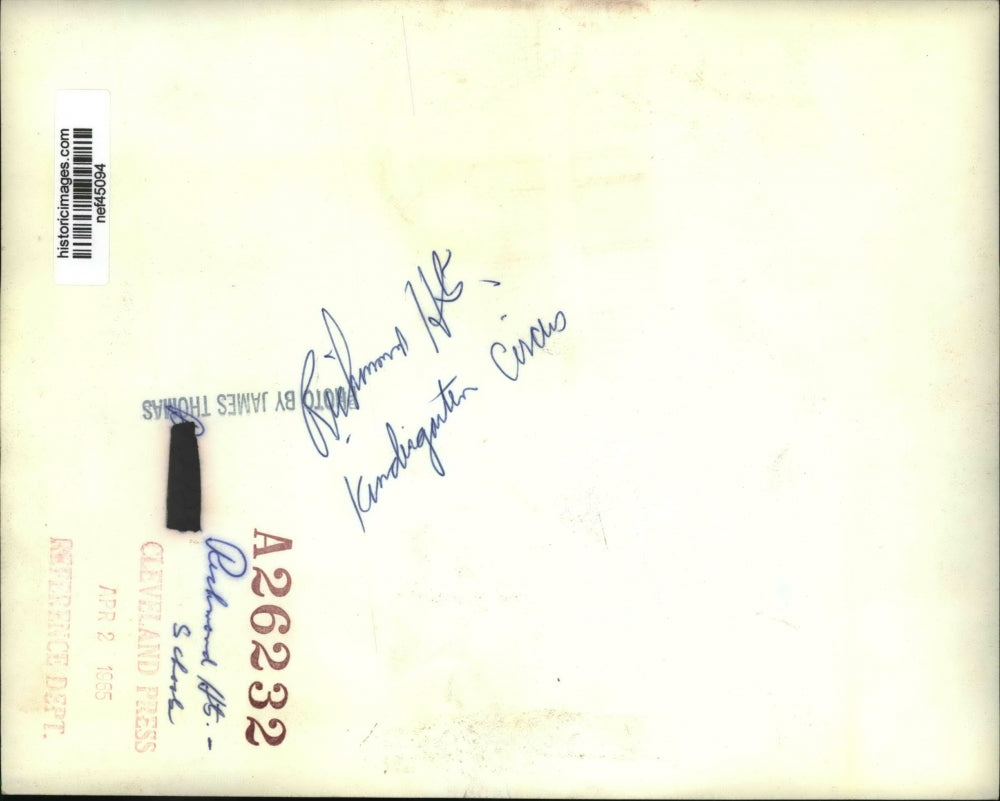 historicimages.com
nef45094
Richmond Hts.
Kindergarten Circus
PHOTO BY JAMES THOMAS
A26232
Richmond Hts. -
Schools
CLEVELAND PRESS
APR 2 1965
REFERENCE DEPT.